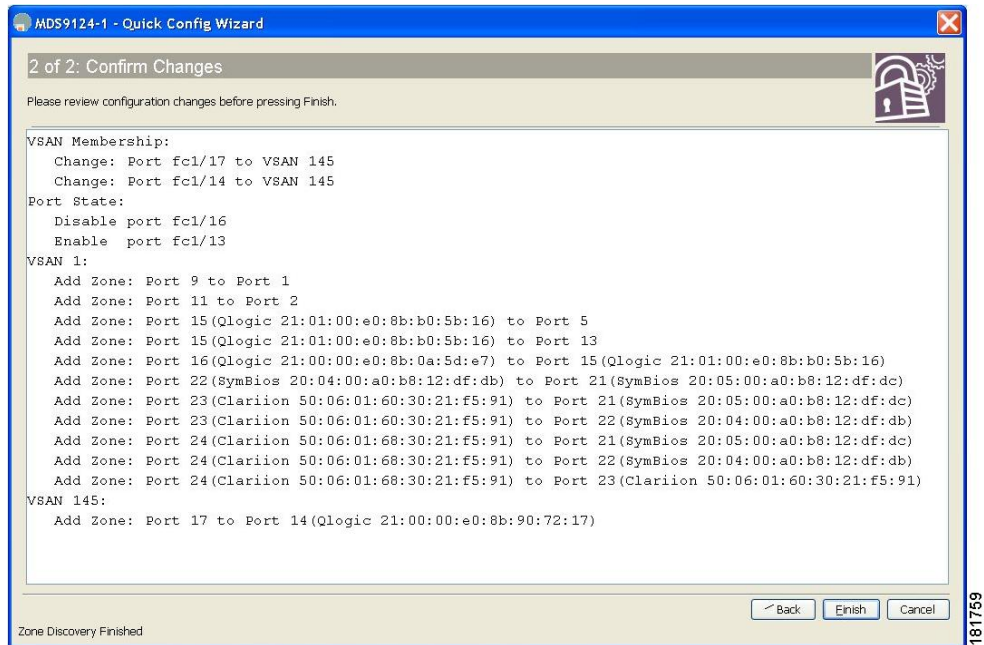 MDS9124-1 - Quick Config Wizard
2 of 2: Confirm Changes
Please review configuration changes before pressing Finish.
VSAN Membership:
Change: Port fc1/17 to VSAN 145
Change: Port fc1/14 to VSAN 145
Port State:
Disable port fc1/16
Enable port fc1/13
VSAN 1:
Add Zone: Port 9 to Port 1
Add Zone: Port 11 to Port 2
Add Zone: Port 15(Qlogic 21:01:00:e0:8b:b0:5b:16) to Port 5
Add Zone: Port 15(Qlogic 21:01:00:e0:8b:b0:5b:16) to Port 13
Add Zone: Port 16(Qlogic 21:00:00:e0:8b:0a:5d:e7) to Port 15(Qlogic 21:01:00:e0:8b:b0:5b:16)
Add Zone: Port 22(SymBios 20:04:00:a0:b8:12:df:db) to Port 21(SymBios 20:05:00:a0:b8:12:df:dc)
Add Zone: Port 23(Clariion 50:06:01:60:30:21:f5:91) to Port 21(SymBios 20:05:00:a0:b8:12:df:dc)
Add Zone: Port 23(Clariion 50:06:01:60:30:21:f5:91) to Port 22(SymBios 20:04:00:a0:b8:12:df:db)
Add Zone: Port 24(Clariion 50:06:01:68:30:21:f5:91) to Port 21(SymBios 20:05:00:a0:b8:12:df:dc)
Add Zone: Port 24(Clariion 50:06:01:68:30:21:f5:91) to Port 22(SymBios 20:04:00:a0:b8:12:df:db)
Add Zone: Port 24(Clariion 50:06:01:68:30:21:f5:91) to Port 23(Clariion 50:06:01:60:30:21:f5:91)
VSAN 145:
Add Zone: Port 17 to Port 14(Qlogic 21:00:00:e0:8b:90:72:17)
Back Finish Cancel
Zone Discovery Finished
181759